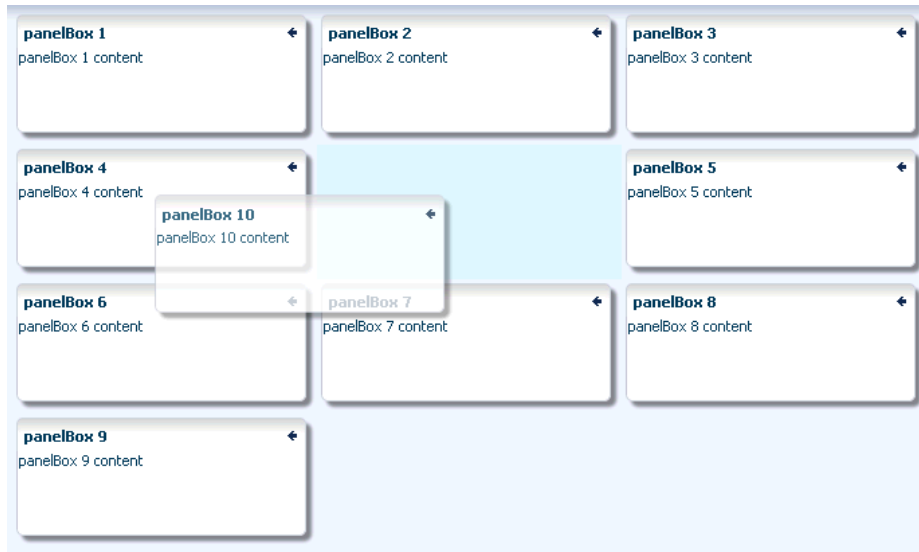 panelBox 1
panelBox 1 content
panelBox 2
panelBox 2 content
panelBox 3
panelBox 3 content
panelBox 4
panelBox 4 content
panelBox 10
panelBox 10 content
panelBox 5
panelBox 5 content
panelBox 6
panelBox 6 content
panelBox 7
panelBox 7 content
panelBox 8
panelBox 8 content
panelBox 9
panelBox 9 content